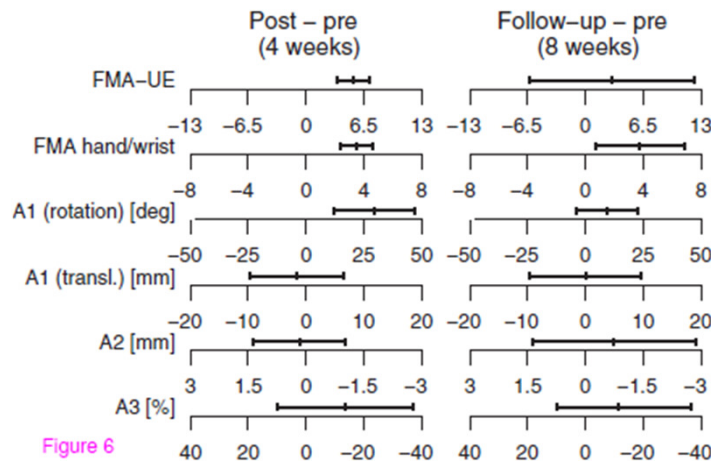 Post – pre
(4 weeks)
Follow–up – pre
(8 weeks)
FMA–UE
−13 −6.5 0 6.5 13 −13 −6.5 0 6.5 13
FMA hand/wrist
−8 −4 0 4 8 −8 −4 0 4 8
A1 (rotation) [deg]
−50 −25 0 25 50 −50 −25 0 25 50
A1 (transl.) [mm]
−20 −10 0 10 20 −20 −10 0 10 20
A2 [mm]
3 1.5 0 −1.5 −3 3 1.5 0 −1.5 −3
A3 [%]
40 20 0 −20 −40 40 20 0 −20 −40
Figure 6